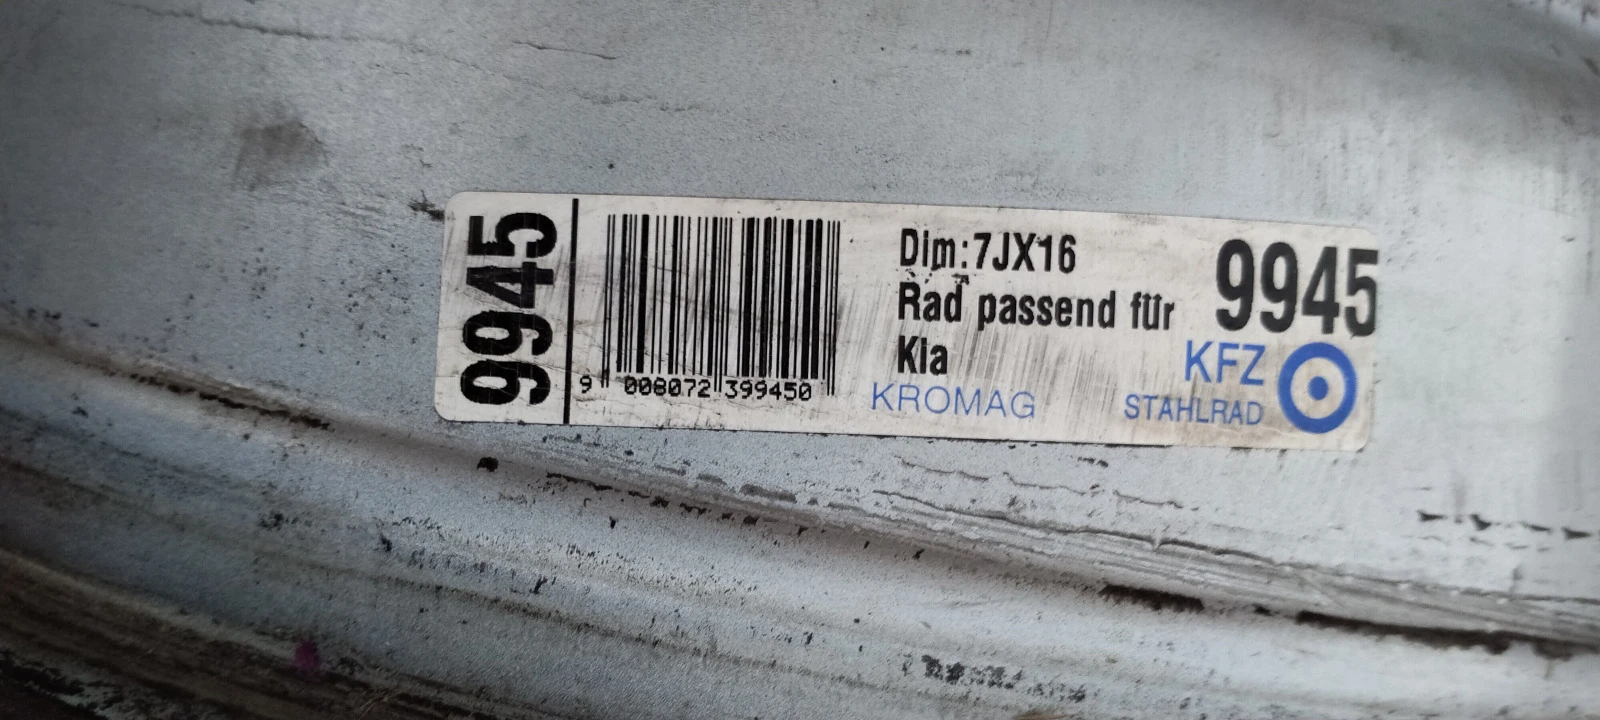 9945
9 008072 399450
Dim:7JX16
Rad passend für
Kia
KROMAG
9945
KFZ
STAHLRAD